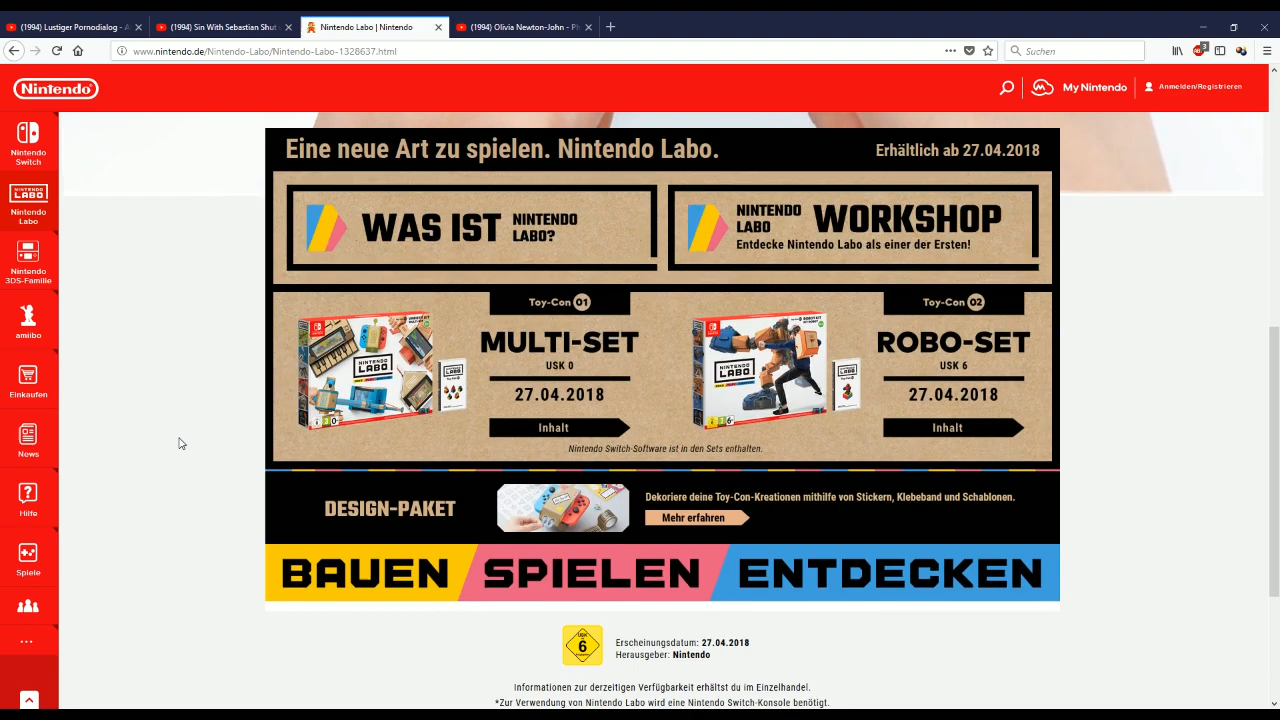 (1994) Lustiger Pornodialog - A
(1994) Sin With Sebastian Shut
Nintendo Labo | Nintendo
(1994) Olivia Newton-John - Ph
www.nintendo.de/Nintendo-Labo/Nintendo-Labo-1328637.html
Suchen
Nintendo
My Nintendo
Anmelden/Registrieren
Nintendo
Switch
NINTENDO
LABO
Nintendo
Labo
Nintendo
3DS-Familie
amiibo
Einkaufen
News
Hilfe
Spiele
...
Eine neue Art zu spielen. Nintendo Labo.
Erhältlich ab 27.04.2018
WAS IST NINTENDO
LABO?
NINTENDO
LABO WORKSHOP
Entdecke Nintendo Labo als einer der Ersten!
Toy-Con 01
MULTI-SET
USK 0
27.04.2018
Inhalt
NINTENDO
LABO
Toy-Con 02
ROBO-SET
USK 6
27.04.2018
Inhalt
NINTENDO
LABO
Nintendo Switch-Software ist in den Sets enthalten.
DESIGN-PAKET
Dekoriere deine Toy-Con-Kreationen mithilfe von Stickern, Klebeband und Schablonen.
Mehr erfahren
BAUEN SPIELEN ENTDECKEN
USK
6
Erscheinungsdatum: 27.04.2018
Herausgeber: Nintendo
Informationen zur derzeitigen Verfügbarkeit erhältst du im Einzelhandel.
*Zur Verwendung von Nintendo Labo wird eine Nintendo Switch-Konsole benötigt.